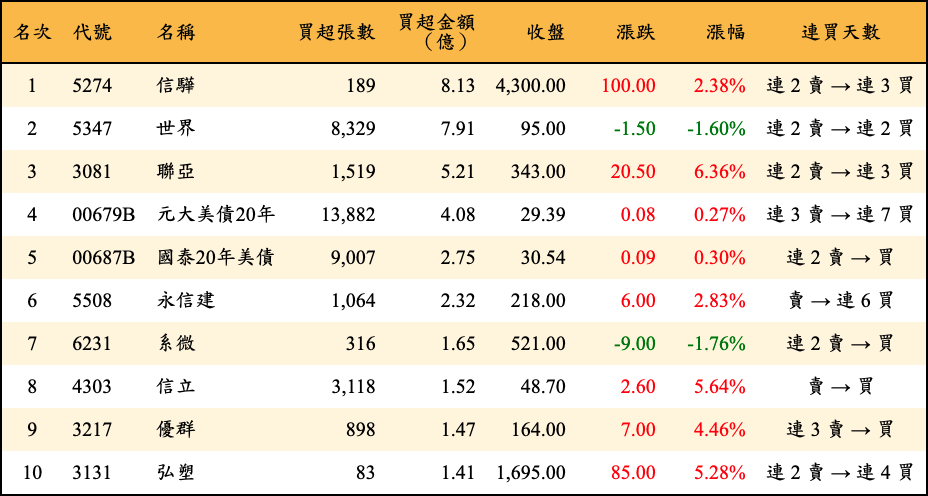 名次 代號 名稱 買超張數 買超金額（億） 收盤 漲跌 漲幅 連買天數
1 5274 信驊 189 8.13 4,300.00 100.00 2.38% 連 2 賣 → 連 3 買
2 5347 世界 8,329 7.91 95.00 -1.50 -1.60% 連 2 賣 → 連 2 買
3 3081 聯亞 1,519 5.21 343.00 20.50 6.36% 連 2 賣 → 連 3 買
4 00679B 元大美債20年 13,882 4.08 29.39 0.08 0.27% 連 3 賣 → 連 7 買
5 00687B 國泰20年美債 9,007 2.75 30.54 0.09 0.30% 連 2 賣 → 買
6 5508 永信建 1,064 2.32 218.00 6.00 2.83% 賣 → 連 6 買
7 6231 系微 316 1.65 521.00 -9.00 -1.76% 連 2 賣 → 買
8 4303 信立 3,118 1.52 48.70 2.60 5.64% 賣 → 買
9 3217 優群 898 1.47 164.00 7.00 4.46% 連 3 賣 → 買
10 3131 弘塑 83 1.41 1,695.00 85.00 5.28% 連 2 賣 → 連 4 買